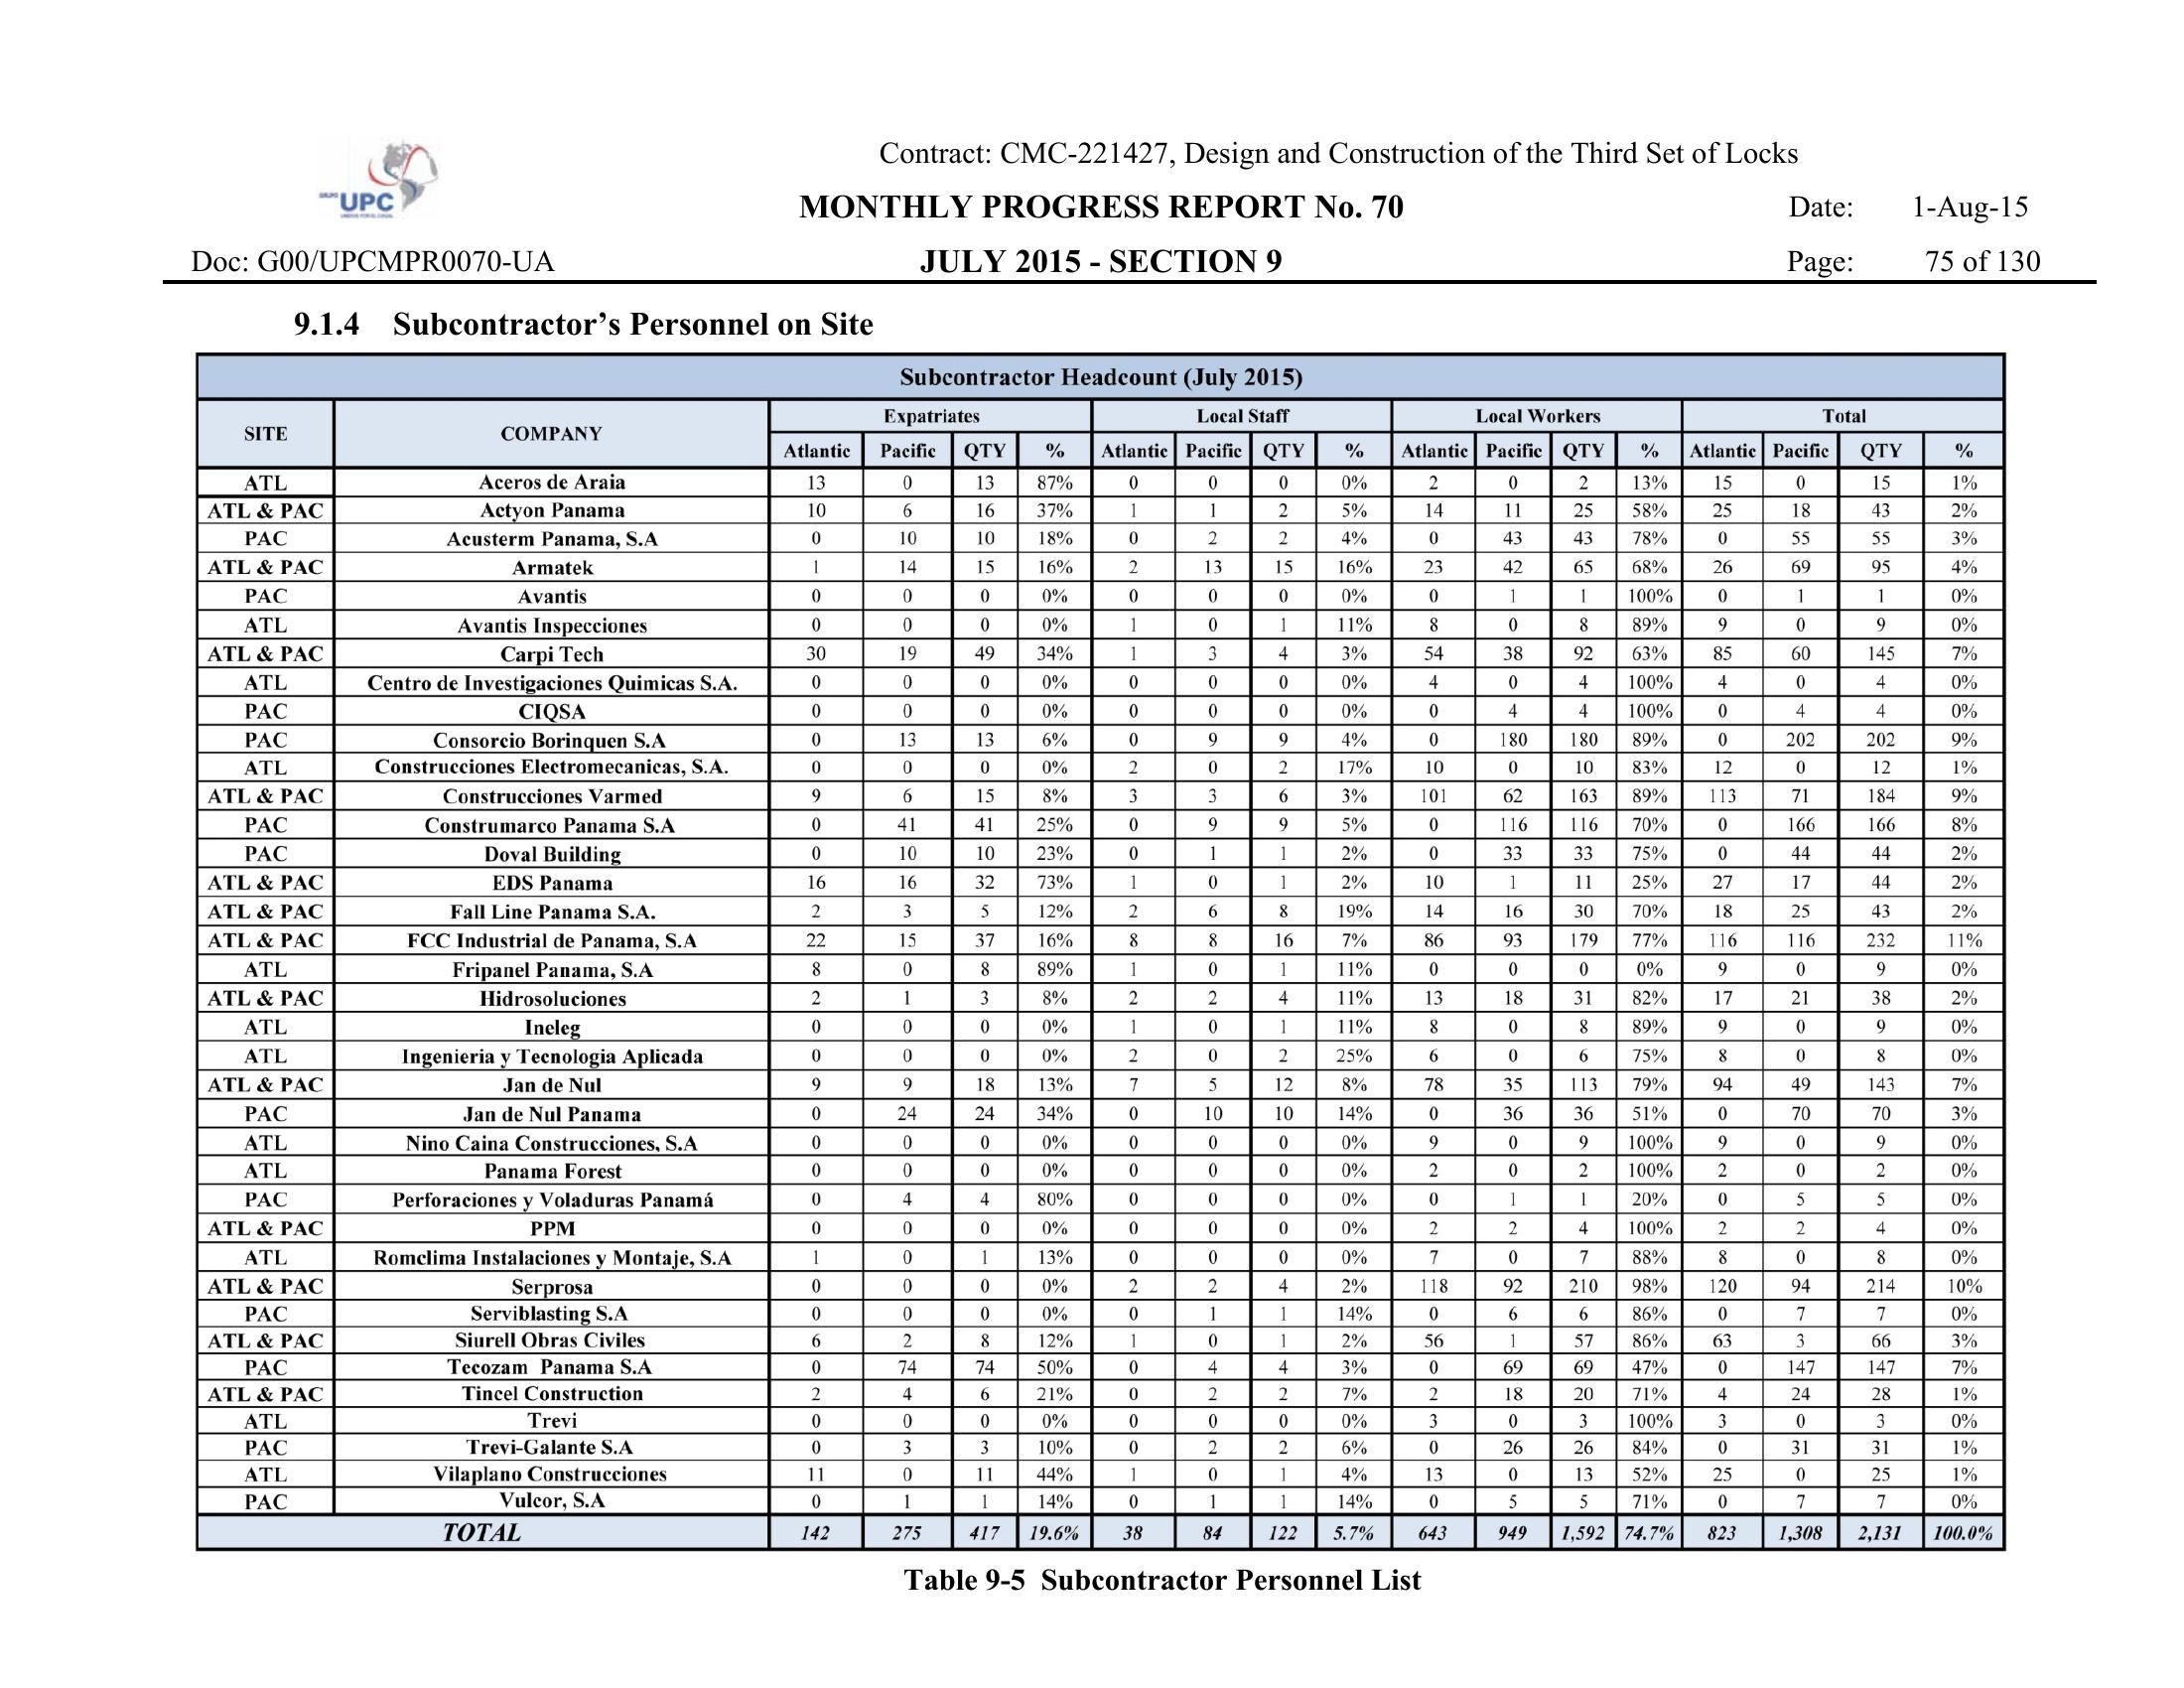 Contract: CMC-221427, Design and Construction of the Third Set of Locks
GRUPO UPC
MONTHLY PROGRESS REPORT No. 70 Date: 1-Aug-15
Doc: G00/UPCMPR0070-UA JULY 2015 - SECTION 9 Page: 75 of 130
9.1.4 Subcontractor’s Personnel on Site
Subcontractor Headcount (July 2015)
SITE COMPANY Expatriates Local Staff Local Workers Total
Atlantic Pacific QTY % Atlantic Pacific QTY % Atlantic Pacific QTY % Atlantic Pacific QTY %
ATL Aceros de Araia 13 0 13 87% 0 0 0 0% 2 0 2 13% 15 0 15 1%
ATL & PAC Actyon Panama 10 6 16 37% 1 1 2 5% 14 11 25 58% 25 18 43 2%
PAC Acusterm Panama, S.A 0 10 10 18% 0 2 2 4% 0 43 43 78% 0 55 55 3%
ATL & PAC Armatek 1 14 15 16% 2 13 15 16% 23 42 65 68% 26 69 95 4%
PAC Avantis 0 0 0 0% 0 0 0 0% 0 1 1 100% 0 1 1 0%
ATL Avantis Inspecciones 0 0 0 0% 1 0 1 11% 8 0 8 89% 9 0 9 0%
ATL & PAC Carpi Tech 30 19 49 34% 1 3 4 3% 54 38 92 63% 85 60 145 7%
ATL Centro de Investigaciones Quimicas S.A. 0 0 0 0% 0 0 0 0% 4 0 4 100% 4 0 4 0%
PAC CIQSA 0 0 0 0% 0 0 0 0% 0 4 4 100% 0 4 4 0%
PAC Consorcio Borinquen S.A 0 13 13 6% 0 9 9 4% 0 180 180 89% 0 202 202 9%
ATL Construcciones Electromecanicas, S.A. 0 0 0 0% 2 0 2 17% 10 0 10 83% 12 0 12 1%
ATL & PAC Construcciones Varmed 9 6 15 8% 3 3 6 3% 101 62 163 89% 113 71 184 9%
PAC Construmarco Panama S.A 0 41 41 25% 0 9 9 5% 0 116 116 70% 0 166 166 8%
PAC Doval Building 0 10 10 23% 0 1 1 2% 0 33 33 75% 0 44 44 2%
ATL & PAC EDS Panama 16 16 32 73% 1 0 1 2% 10 1 11 25% 27 17 44 2%
ATL & PAC Fall Line Panama S.A. 2 3 5 12% 2 6 8 19% 14 16 30 70% 18 25 43 2%
ATL & PAC FCC Industrial de Panama, S.A 22 15 37 16% 8 8 16 7% 86 93 179 77% 116 116 232 11%
ATL Fripanel Panama, S.A 8 0 8 89% 1 0 1 11% 0 0 0 0% 9 0 9 0%
ATL & PAC Hidrosoluciones 2 1 3 8% 2 2 4 11% 13 18 31 82% 17 21 38 2%
ATL Ineleg 0 0 0 0% 1 0 1 11% 8 0 8 89% 9 0 9 0%
ATL Ingenieria y Tecnologia Aplicada 0 0 0 0% 2 0 2 25% 6 0 6 75% 8 0 8 0%
ATL & PAC Jan de Nul 9 9 18 13% 7 5 12 8% 78 35 113 79% 94 49 143 7%
PAC Jan de Nul Panama 0 24 24 34% 0 10 10 14% 0 36 36 51% 0 70 70 3%
ATL Nino Caina Construcciones, S.A 0 0 0 0% 0 0 0 0% 9 0 9 100% 9 0 9 0%
ATL Panama Forest 0 0 0 0% 0 0 0 0% 2 0 2 100% 2 0 2 0%
PAC Perforaciones y Voladuras Panamá 0 4 4 80% 0 0 0 0% 0 1 1 20% 0 5 5 0%
ATL & PAC PPM 0 0 0 0% 0 0 0 0% 2 2 4 100% 2 2 4 0%
ATL Romclima Instalaciones y Montaje, S.A 1 0 1 13% 0 0 0 0% 7 0 7 88% 8 0 8 0%
ATL & PAC Serprosa 0 0 0 0% 2 2 4 2% 118 92 210 98% 120 94 214 10%
PAC Serviblasting S.A 0 0 0 0% 0 1 1 14% 0 6 6 86% 0 7 7 0%
ATL & PAC Siurell Obras Civiles 6 2 8 12% 1 0 1 2% 56 1 57 86% 63 3 66 3%
PAC Tecozam Panama S.A 0 74 74 50% 0 4 4 3% 0 69 69 47% 0 147 147 7%
ATL & PAC Tincel Construction 2 4 6 21% 0 2 2 7% 2 18 20 71% 4 24 28 1%
ATL Trevi 0 0 0 0% 0 0 0 0% 3 0 3 100% 3 0 3 0%
PAC Trevi-Galante S.A 0 3 3 10% 0 2 2 6% 0 26 26 84% 0 31 31 1%
ATL Vilaplano Construcciones 11 0 11 44% 1 0 1 4% 13 0 13 52% 25 0 25 1%
PAC Vulcor, S.A 0 1 1 14% 0 1 1 14% 0 5 5 71% 0 7 7 0%
TOTAL 142 275 417 19.6% 38 84 122 5.7% 643 949 1,592 74.7% 823 1,308 2,131 100.0%
Table 9-5 Subcontractor Personnel List